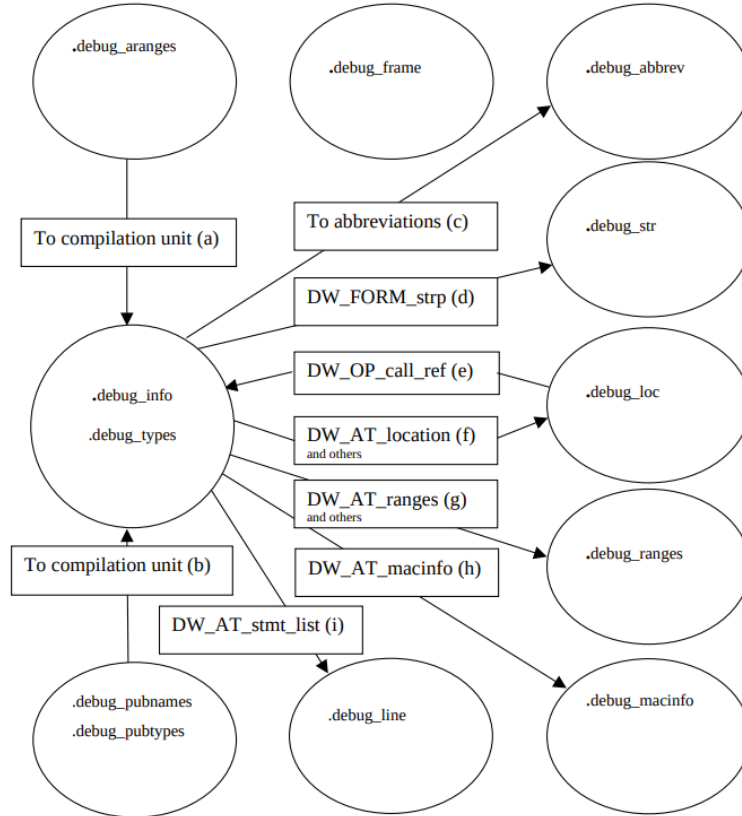 .debug_aranges
.debug_frame
.debug_abbrev
To compilation unit (a)
To abbreviations (c)
.debug_str
DW_FORM_strp (d)
DW_OP_call_ref (e)
.debug_info
.debug_types
.debug_loc
DW_AT_location (f)
and others
DW_AT_ranges (g)
and others
To compilation unit (b)
DW_AT_macinfo (h)
.debug_ranges
DW_AT_stmt_list (i)
.debug_pubnames
.debug_pubtypes
.debug_line
.debug_macinfo